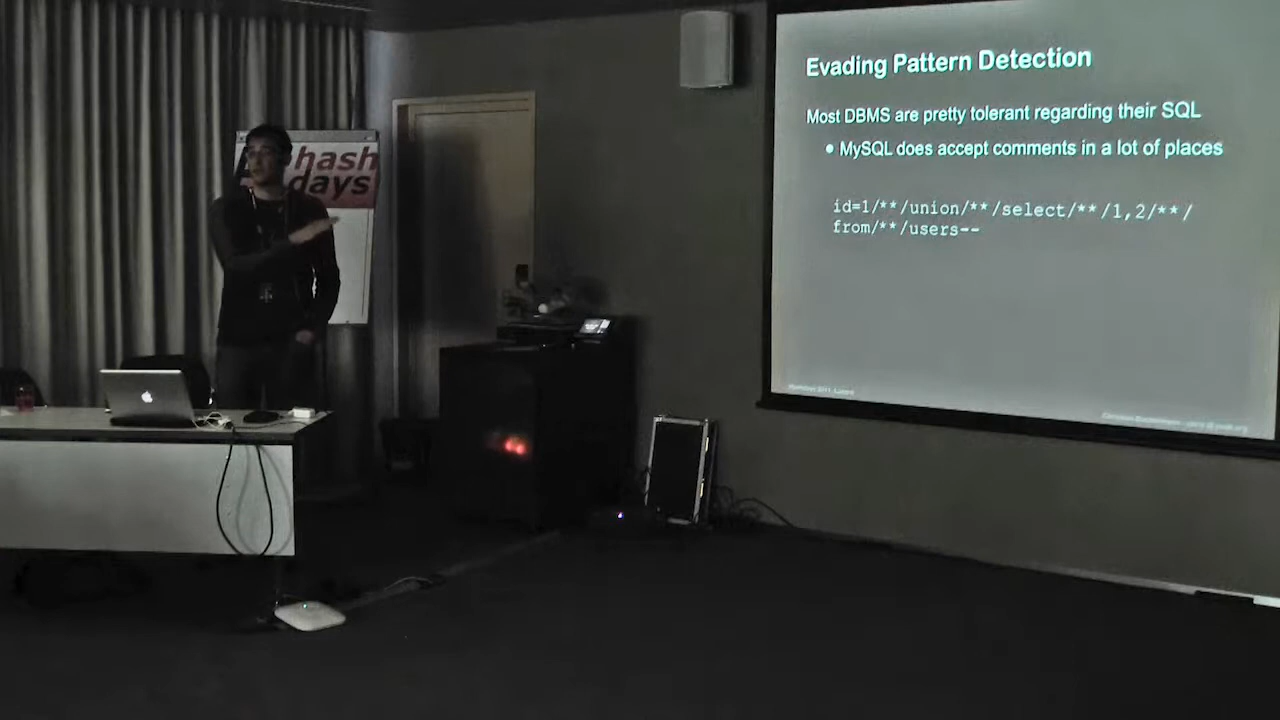 hash
days
Evading Pattern Detection
Most DBMS are pretty tolerant regarding their SQL
• MySQL does accept comments in a lot of places
id=1/**/union/**/select/**/1,2/**/
from/**/users--